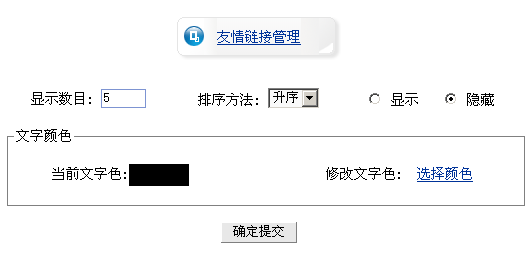 友情链接管理
显示数目： 5 排序方法： 升序 显示 隐藏
文字颜色
当前文字色: 修改文字色： 选择颜色
确定提交